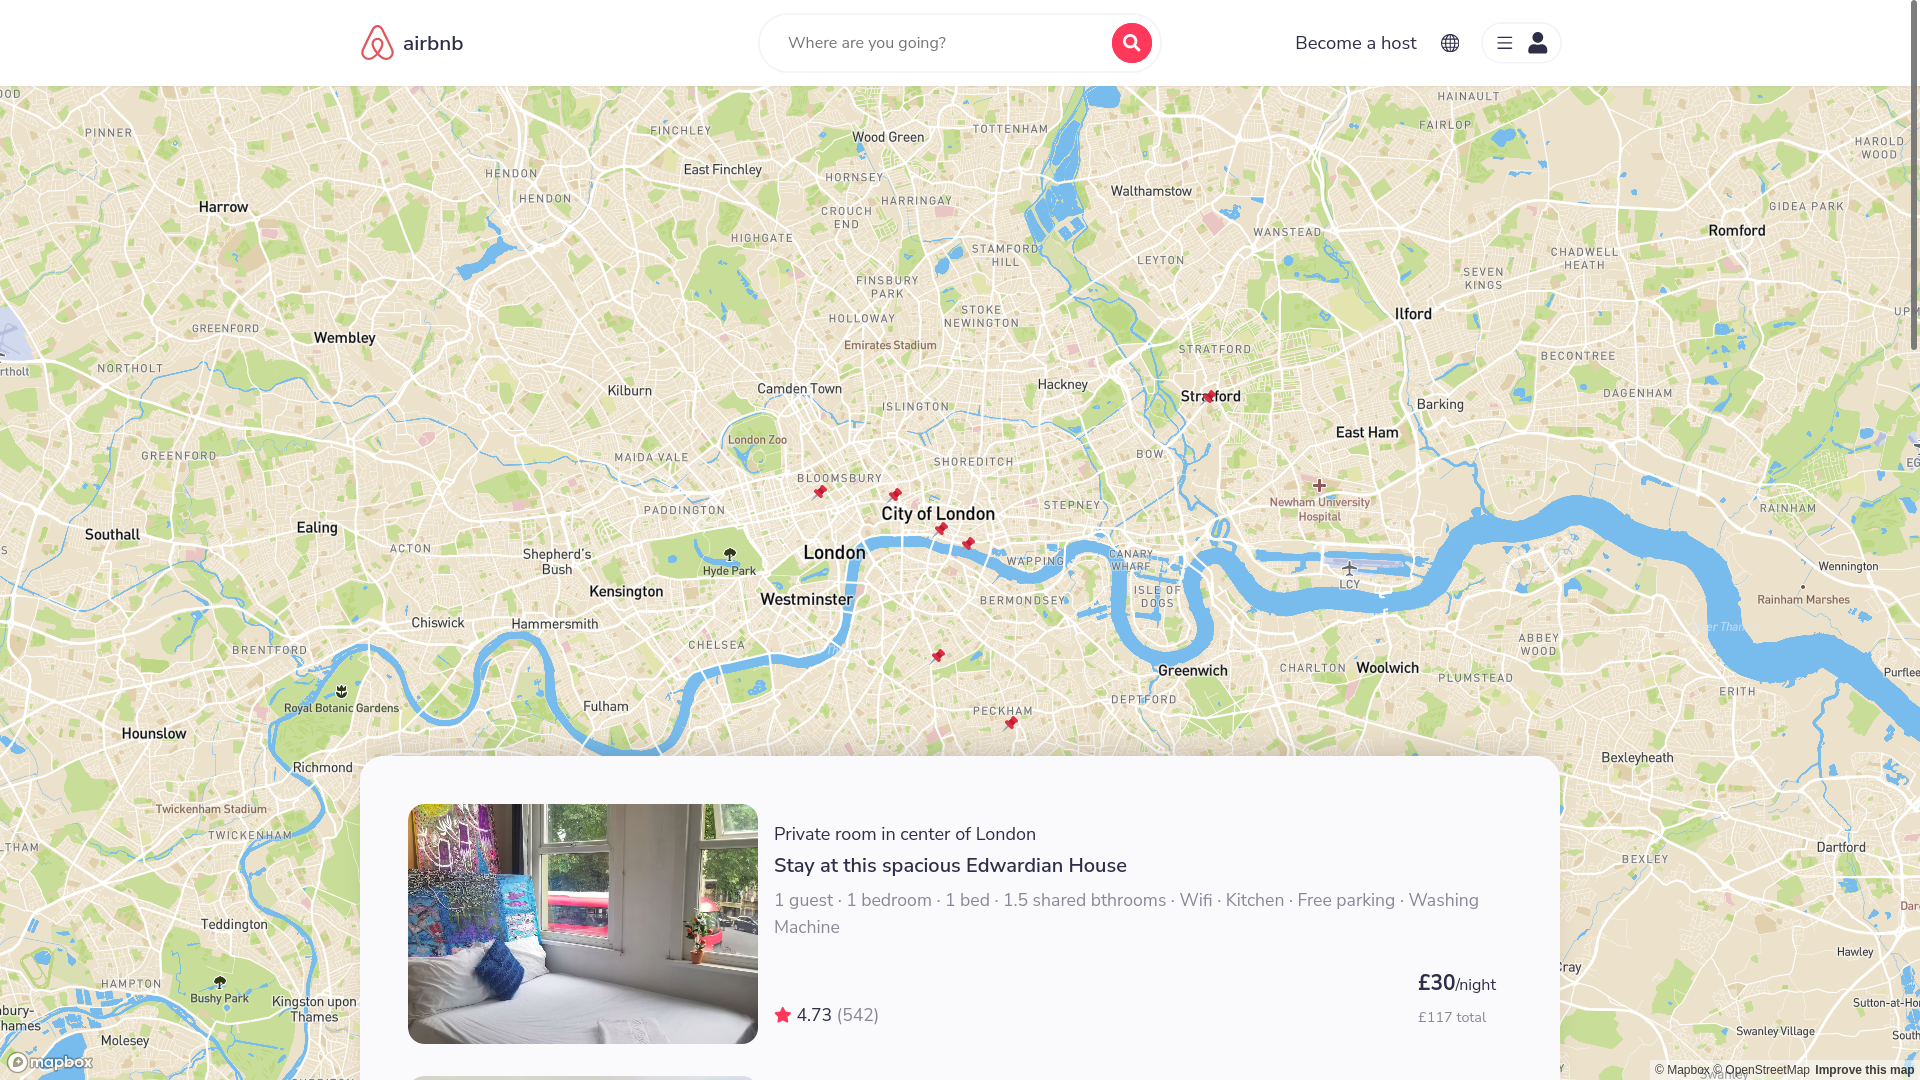 airbnb
Where are you going?
Become a host
HAINAULT
FAIRLOP
PINNER
FINCHLEY
Wood Green
TOTTENHAM
HAROLD
WOOD
East Finchley
HENDON
HORNSEY
Walthamstow
HENDON
HARRINGAY
Harrow
CROUCH
END
GIDEA PARK
HIGHGATE
WANSTEAD
Romford
STAMFORD
HILL
LEYTON
CHADWELL
HEATH
SEVEN
KINGS
FINSBURY
PARK
STOKE
NEWINGTON
Ilford
HOLLOWAY
GREENFORD
Wembley
Emirates Stadium
STRATFORD
BECONTREE
NORTHOLT
rtholt
Kilburn
Camden Town
Hackney
DAGENHAM
ISLINGTON
Barking
London Zoo
East Ham
GREENFORD
MAIDA VALE
SHOREDITCH
BOW
BLOOMSBURY
Newham University
Hospital
PADDINGTON
City of London
STEPNEY
RAINHAM
Southall
Ealing
ACTON
Shepherd's
Bush
London
Hyde Park
WAPPING
CANARY
WHARF
LCY
Wennington
Kensington
Westminster
BERMONDSEY
ISLE OF
DOGS
Rainham Marshes
Chiswick
Hammersmith
BRENTFORD
CHELSEA
ABBEY
WOOD
Greenwich
CHARLTON
Woolwich
PLUMSTEAD
Purflee
ERITH
Royal Botanic Gardens
Fulham
PECKHAM
DEPTFORD
Hounslow
Richmond
Bexleyheath
Twickenham Stadium
TWICKENHAM
LTHAM
Dartford
BEXLEY
Private room in center of London
Stay at this spacious Edwardian House
1 guest · 1 bedroom · 1 bed · 1.5 shared bthrooms · Wifi · Kitchen · Free parking · Washing
Machine
Teddington
Hawley
HAMPTON
Bushy Park
Kingston upon
Thames
£30/night
4.73 (542)
£117 total
Sutton-at-Ho
Swanley Village
Molesey
mapbox
© Mapbox © OpenStreetMap Improve this map